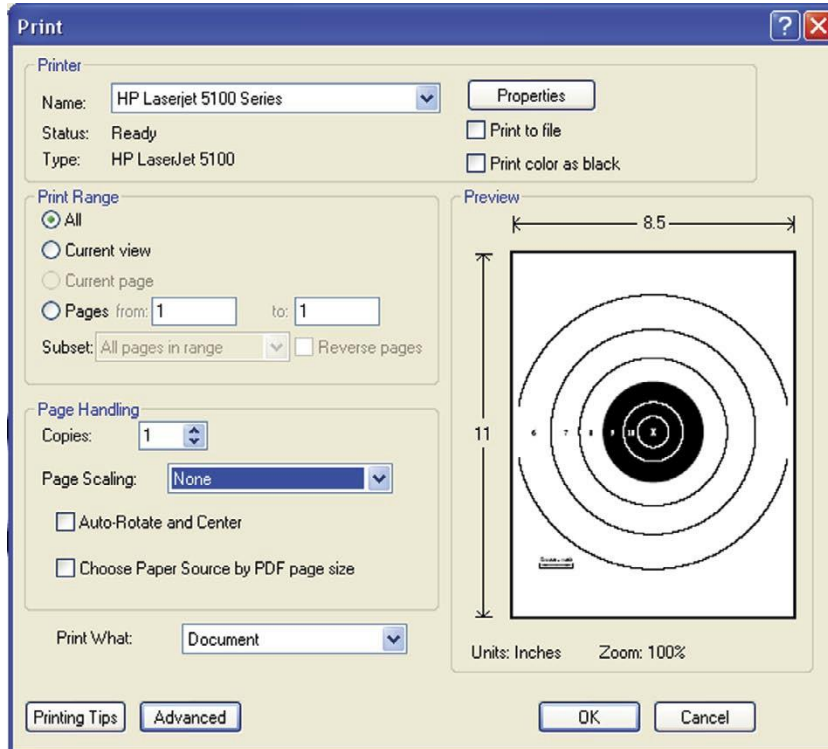 Print
Printer
Name: HP Laserjet 5100 Series
Properties
Status: Ready
Print to file
Type: HP LaserJet 5100
Print color as black
Print Range
All
Current view
Current page
Pages from: 1 to: 1
Subset: All pages in range
Reverse pages
Page Handling
Copies: 1
Page Scaling: None
Auto-Rotate and Center
Choose Paper Source by PDF page size
Print What: Document
Preview
8.5
11
6 7 8 9 10 X
Units: Inches Zoom: 100%
Printing Tips
Advanced
OK
Cancel